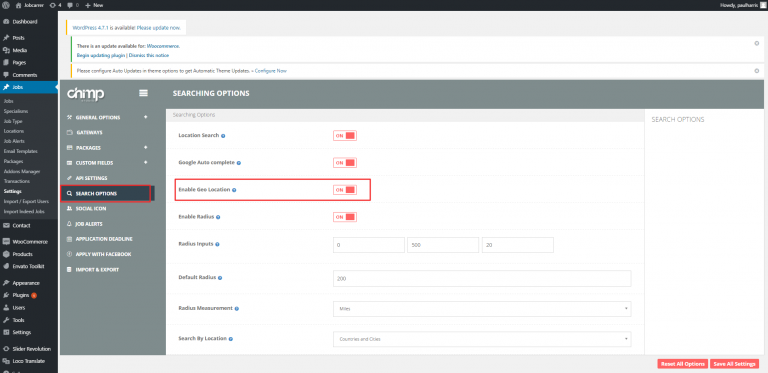 Jobcarrer
4
0
New
Howdy, paulharris
Dashboard
Posts
Media
Pages
Comments
Jobs
Jobs
Specialisms
Job Type
Locations
Job Alerts
Email Templates
Packages
Addons Manager
Transactions
Settings
Import / Export Users
Import Indeed Jobs
Contact
WooCommerce
Products
Envato Toolkit
Appearance
Plugins
Users
Tools
Settings
Slider Revolution
Loco Translate
WordPress 4.7.1 is available! Please update now.
There is an update available for: Woocommerce.
Begin updating plugin | Dismiss this notice
Please configure Auto Updates in theme options to get Automatic Theme Updates. » Configure Now
chimp
GENERAL OPTIONS +
GATEWAYS
PACKAGES +
CUSTOM FIELDS +
API SETTINGS
SEARCH OPTIONS
SOCIAL ICON
JOB ALERTS
APPLICATION DEADLINE
APPLY WITH FACEBOOK
IMPORT & EXPORT
SEARCHING OPTIONS
Searching Options
Location Search ON
Google Auto complete ON
Enable Geo Location ON
Enable Radius ON
Radius Inputs 0 500 20
Default Radius 200
Radius Measurement Miles
Search By Location Countries and Cities
SEARCH OPTIONS
Reset All Options Save All Settings